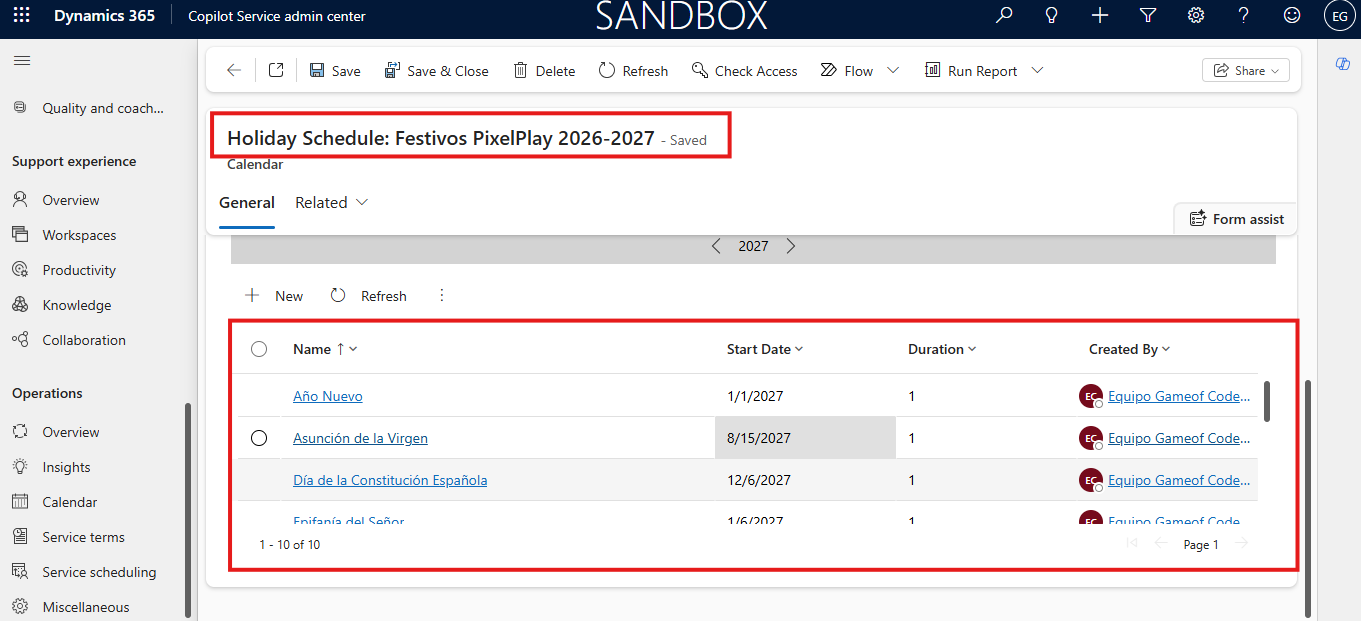 Dynamics 365 Copilot Service admin center SANDBOX EG
Save Save & Close Delete Refresh Check Access Flow Run Report Share
Quality and coach...
Support experience
Overview
Workspaces
Productivity
Knowledge
Collaboration
Operations
Overview
Insights
Calendar
Service terms
Service scheduling
Miscellaneous
Holiday Schedule: Festivos PixelPlay 2026-2027 - Saved
Calendar
General Related
Form assist
2027
New Refresh
Name ↑ Start Date Duration Created By
Año Nuevo 1/1/2027 1 EC Equipo Gameof Code...
Asunción de la Virgen 8/15/2027 1 EC Equipo Gameof Code...
Día de la Constitución Española 12/6/2027 1 EC Equipo Gameof Code...
Epifanía del Señor 1/6/2027 1 EC Equipo Gameof Code...
1 - 10 of 10 Page 1